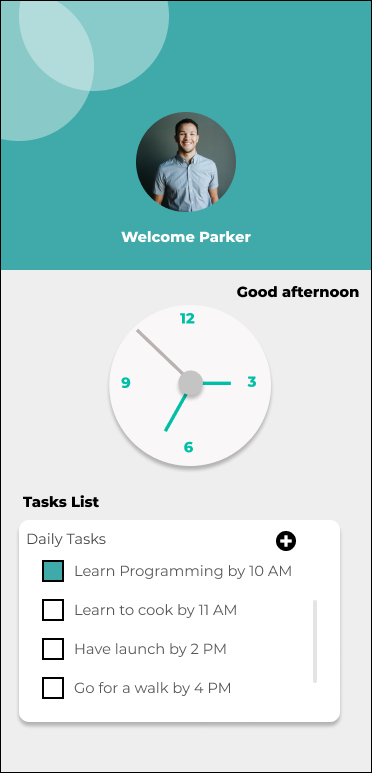 Welcome Parker
Good afternoon
12
9
3
6
Tasks List
Daily Tasks
Learn Programming by 10 AM
Learn to cook by 11 AM
Have launch by 2 PM
Go for a walk by 4 PM